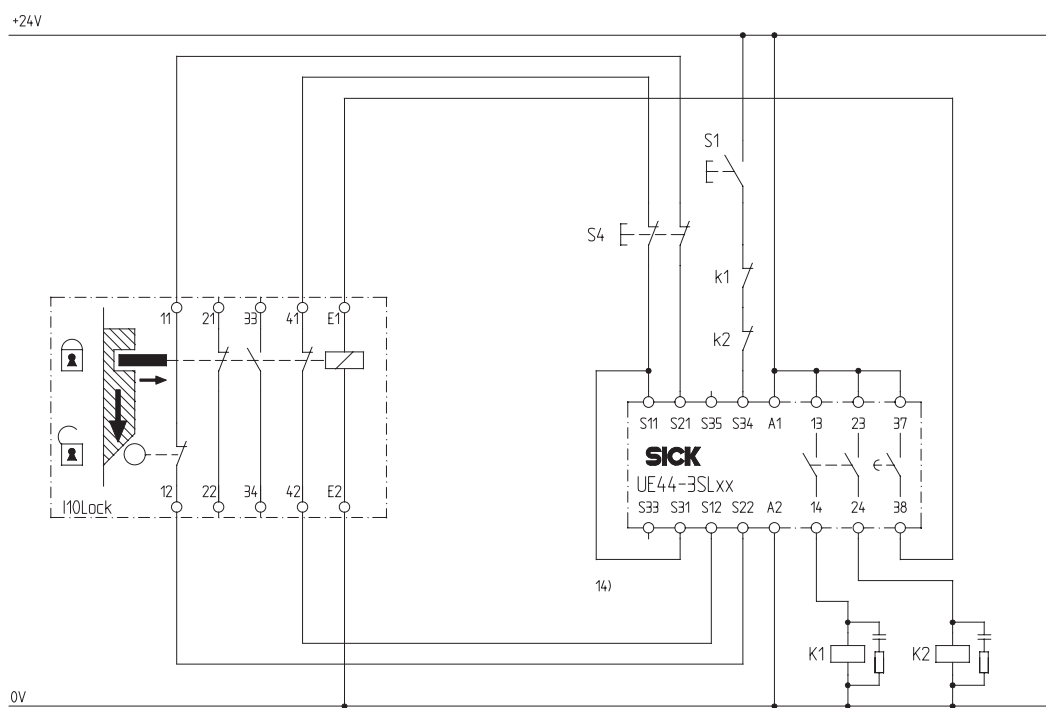 +24V
S1
S4
k1
k2
11 21 33 41 E1
S11 S21 S35 S34 A1 13 23 37
SICK
UE44-3SLxx
12 22 34 42 E2
I10Lock
S33 S31 S12 S22 A2 14 24 38
14)
K1 K2
0V